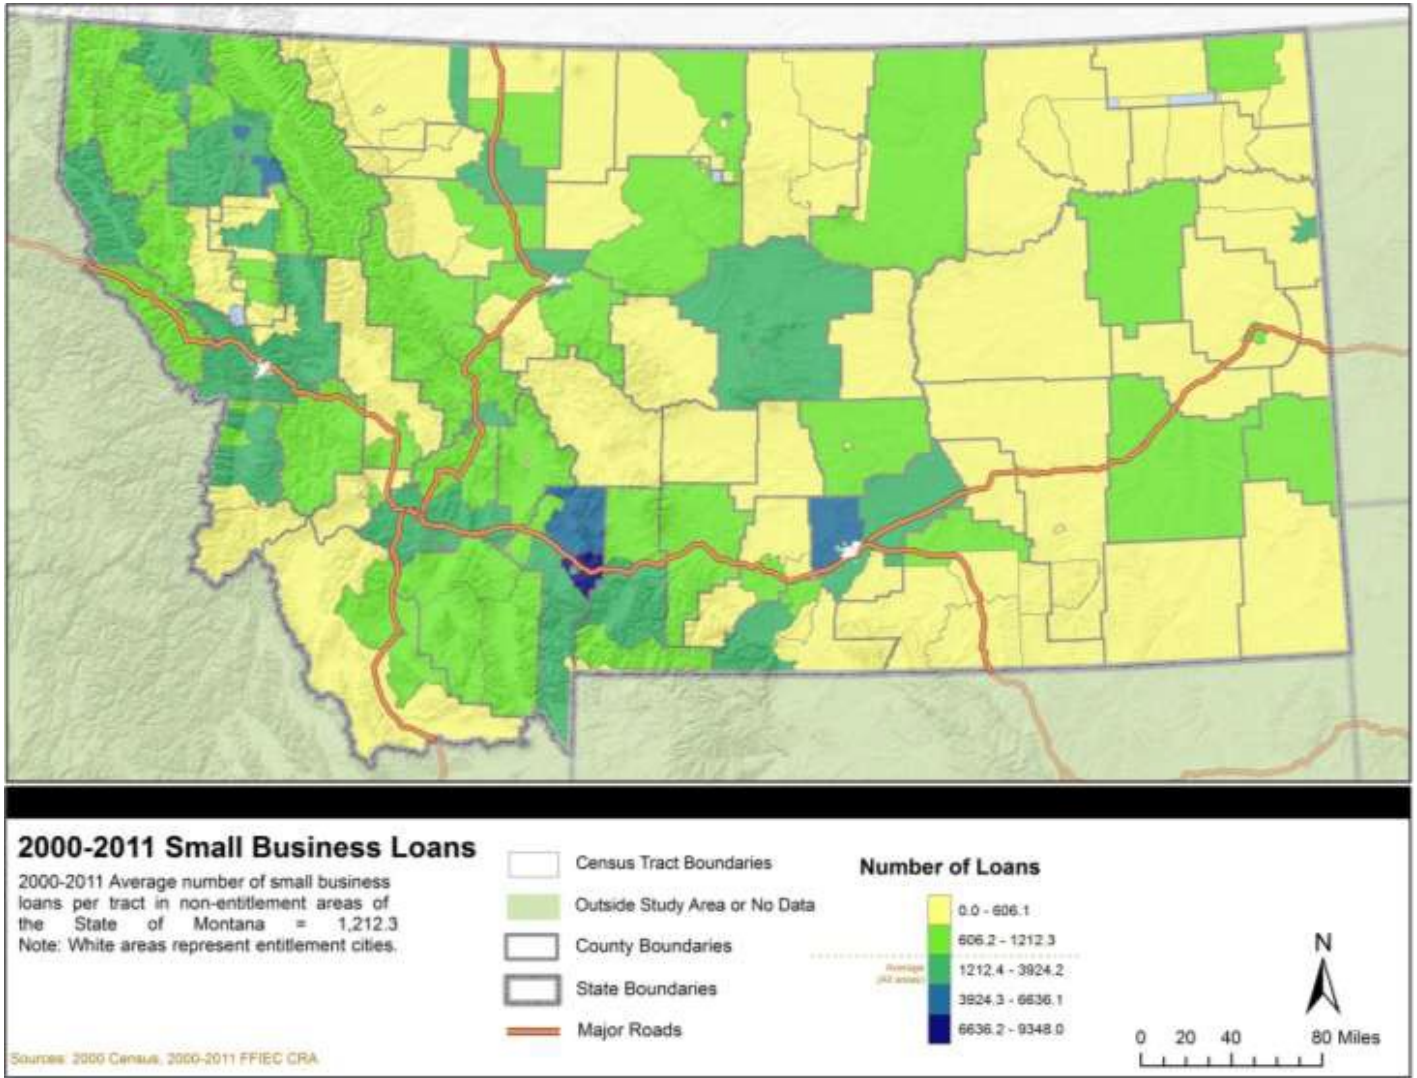 2000-2011 Small Business Loans
2000-2011 Average number of small business
loans per tract in non-entitlement areas of
the State of Montana = 1,212.3
Note: White areas represent entitlement cities.
Sources: 2000 Census, 2000-2011 FFIEC CRA
Census Tract Boundaries
Outside Study Area or No Data
County Boundaries
State Boundaries
Major Roads
Number of Loans
0.0 - 606.1
606.2 - 1212.3
Average
(All areas)
1212.4 - 3924.2
3924.3 - 6636.1
6636.2 - 9348.0
N
0 20 40 80 Miles